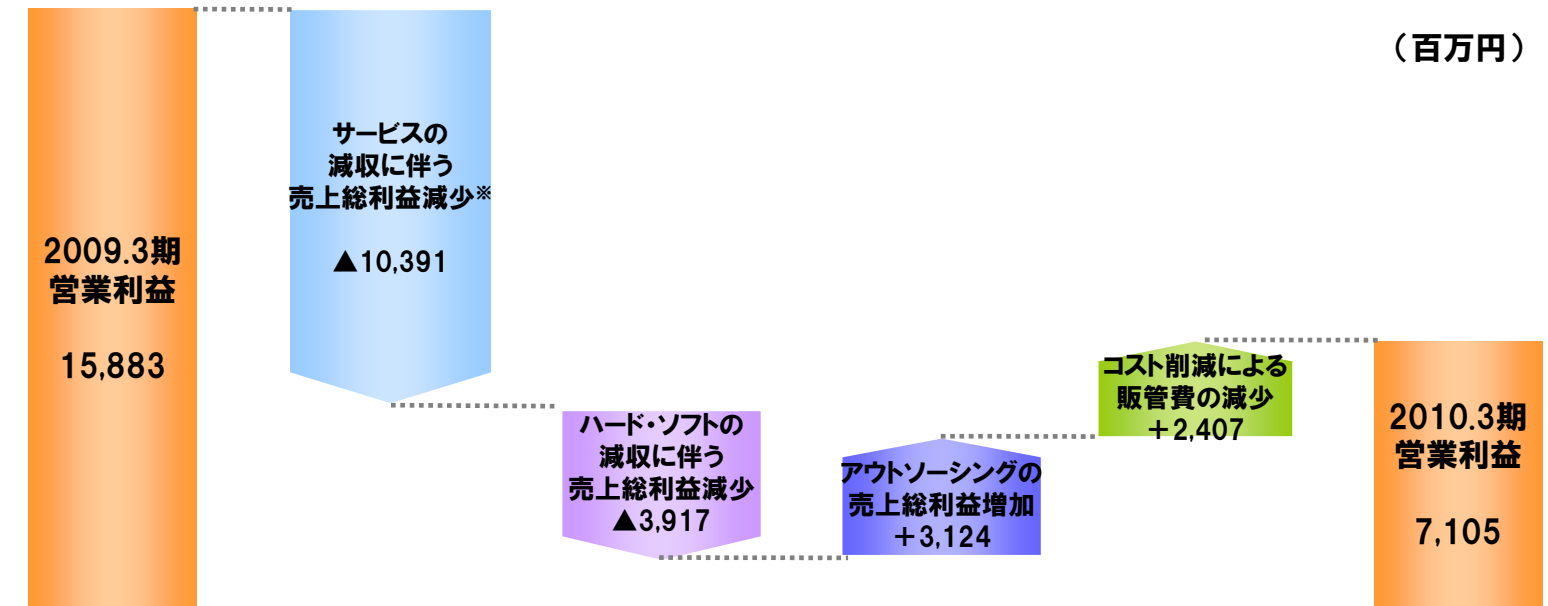 （百万円）
2009.3期
営業利益
15,883
サービスの
減収に伴う
売上総利益減少※
▲10,391
ハード・ソフトの
減収に伴う
売上総利益減少
▲3,917
アウトソーシングの
売上総利益増加
＋3,124
コスト削減による
販管費の減少
＋2,407
2010.3期
営業利益
7,105